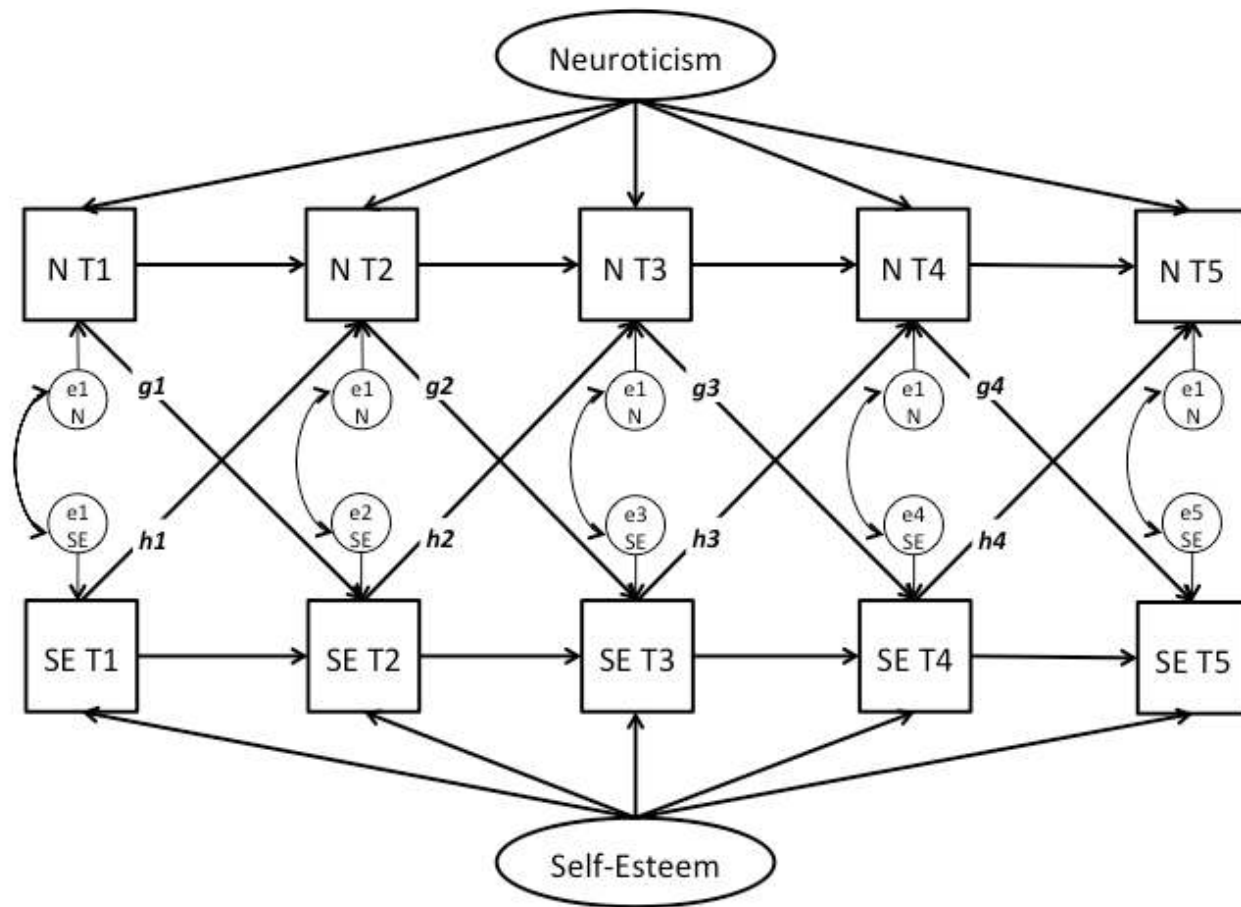 Neuroticism
N T1
N T2
N T3
N T4
N T5
e1
N
g1
e1
N
g2
e1
N
g3
e1
N
g4
e1
N
e1
SE
h1
e2
SE
h2
e3
SE
h3
e4
SE
h4
e5
SE
SE T1
SE T2
SE T3
SE T4
SE T5
Self-Esteem